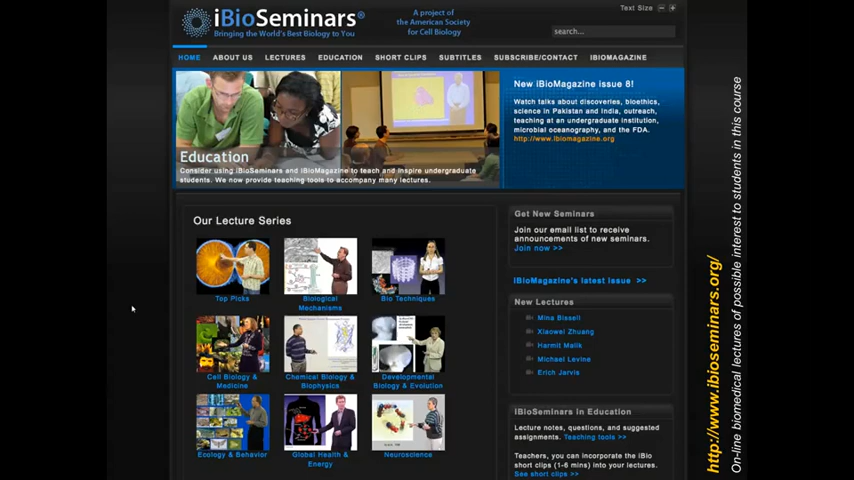 iBioSeminars®
Bringing the World's Best Biology to You
A project of
the American Society
for Cell Biology
Text Size
search...
HOME ABOUT US LECTURES EDUCATION SHORT CLIPS SUBTITLES SUBSCRIBE/CONTACT IBIOMAGAZINE
Education
Consider using iBioSeminars and iBioMagazine to teach and inspire undergraduate
students. We now provide teaching tools to accompany many lectures.
New iBioMagazine issue 8!
Watch talks about discoveries, bioethics,
science in Pakistan and India, outreach,
teaching at an undergraduate institution,
microbial oceanography, and the FDA.
http://www.ibiomagazine.org
Our Lecture Series
Top Picks
Biological
Mechanisms
Bio Techniques
Cell Biology &
Medicine
Chemical Biology &
Biophysics
Developmental
Biology & Evolution
Ecology & Behavior
Global Health &
Energy
Neuroscience
Get New Seminars
Join our email list to receive
announcements of new seminars.
Join now >>
iBioMagazine's latest issue >>
New Lectures
Mina Bissell
Xiaowei Zhuang
Harmit Malik
Michael Levine
Erich Jarvis
iBioSeminars in Education
Lecture notes, questions, and suggested
assignments. Teaching tools >>
Teachers, you can incorporate the iBio
short clips (1-6 mins) into your lectures.
See short clips >>
http://www.ibioseminars.org/
On-line biomedical lectures of possible interest to students in this course